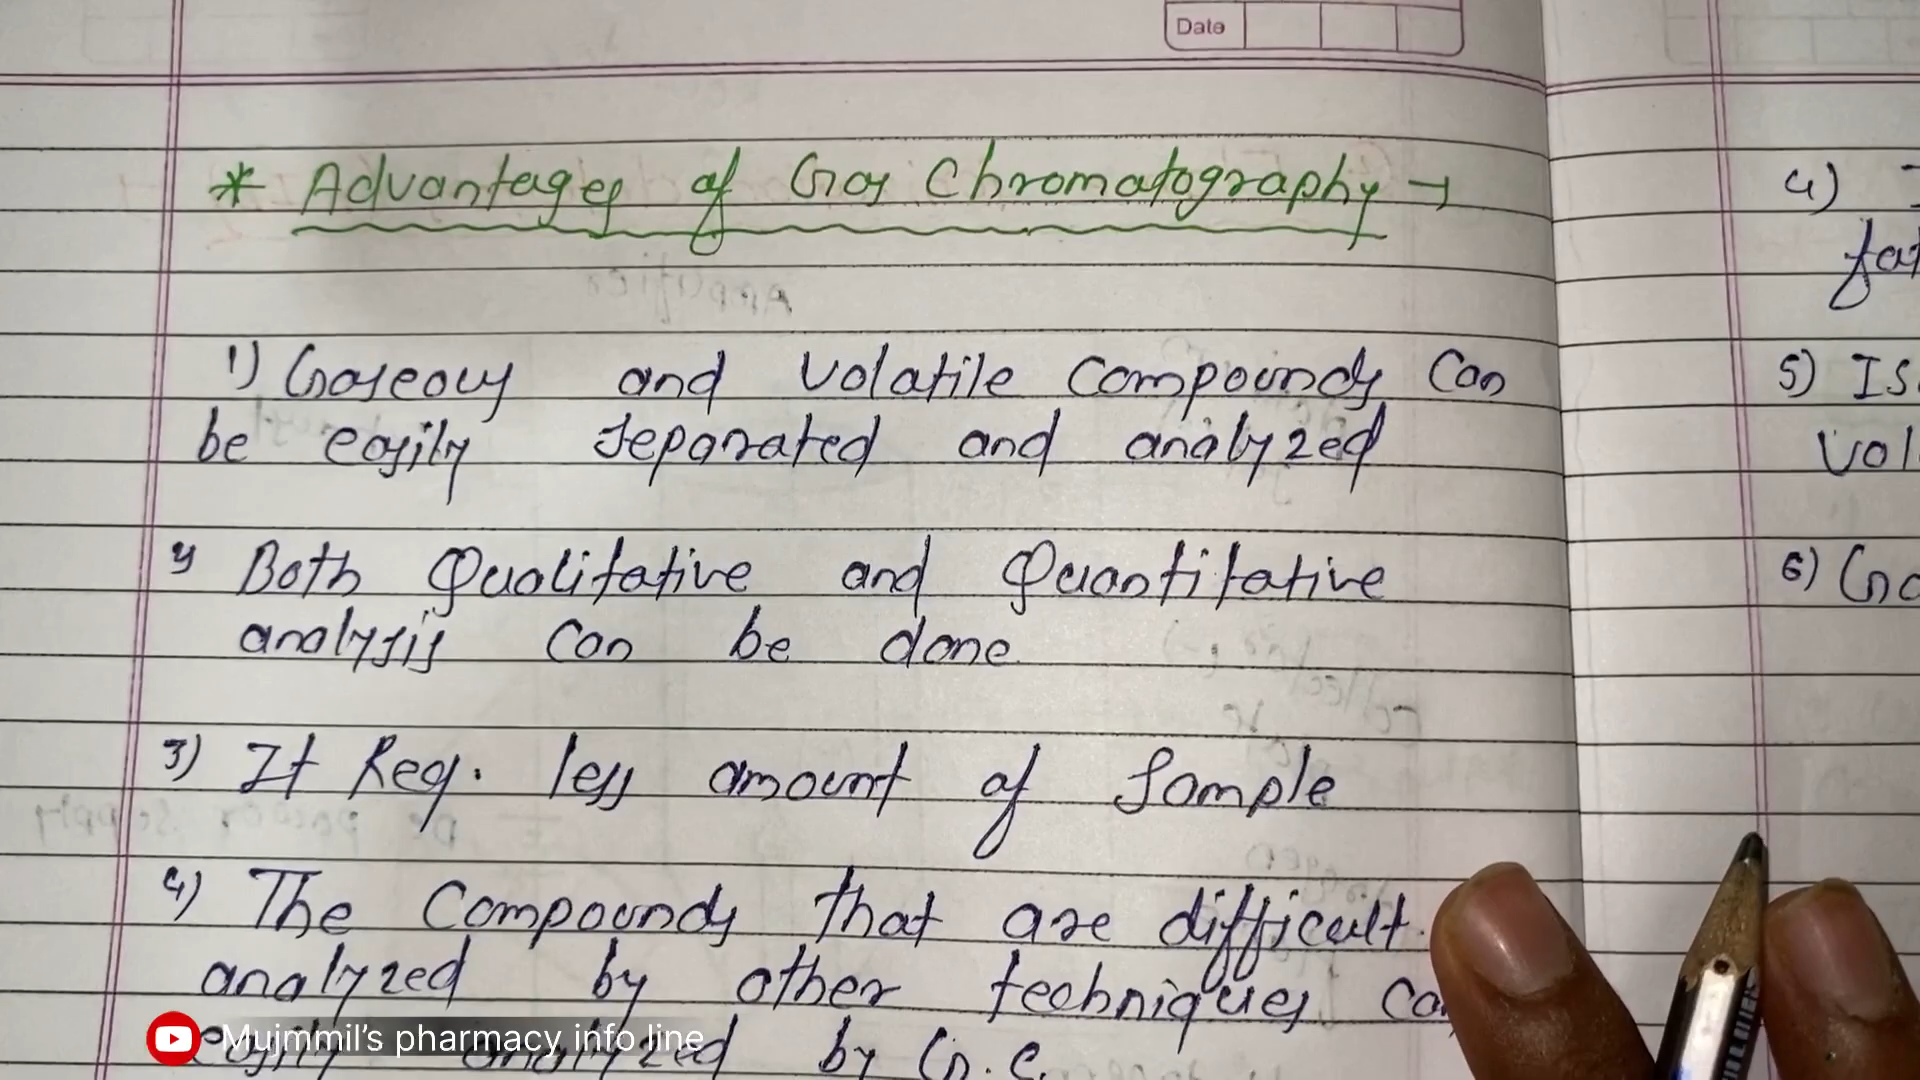 Date
* Advantages of Gas Chromatography →
1) Gaseous and volatile compounds can
be easily separated and analyzed
2) Both Qualitative and Quantitative
analysis can be done
3) It Req. less amount of Sample
4) The Compounds that are difficult
analyzed by other techniques
easily analyzed by G.C.
4)
5) Is
vol
6)
Mujmmil's pharmacy info line